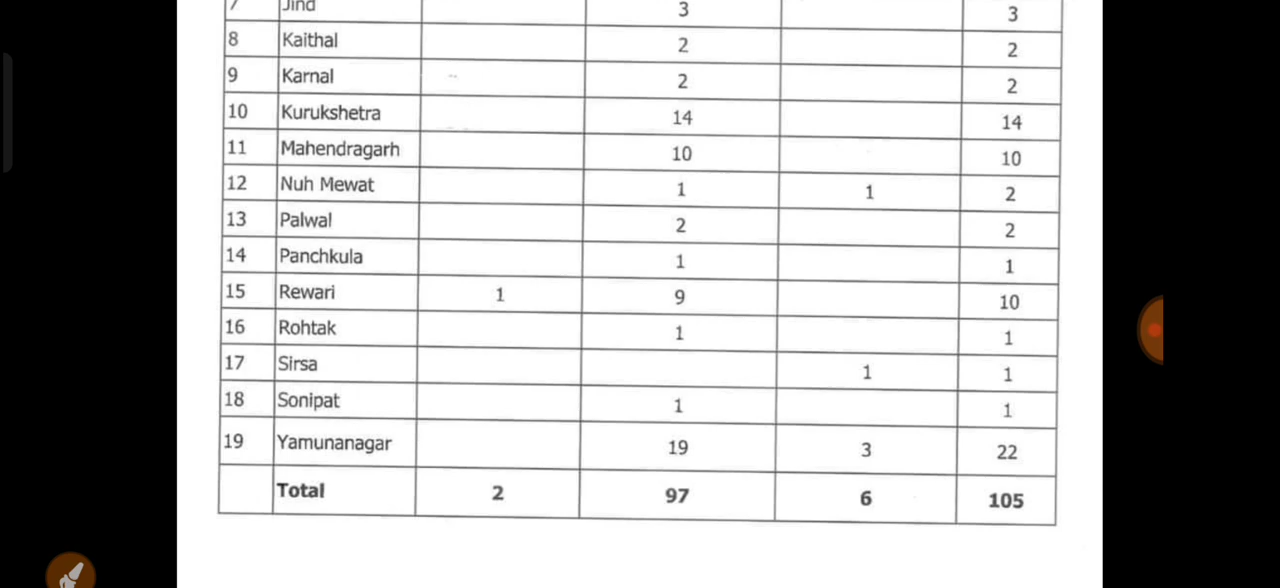 7 Jind 3 3
8 Kaithal 2 2
9 Karnal 2 2
10 Kurukshetra 14 14
11 Mahendragarh 10 10
12 Nuh Mewat 1 1 2
13 Palwal 2 2
14 Panchkula 1 1
15 Rewari 1 9 10
16 Rohtak 1 1
17 Sirsa 1 1
18 Sonipat 1 1
19 Yamunanagar 19 3 22
Total 2 97 6 105